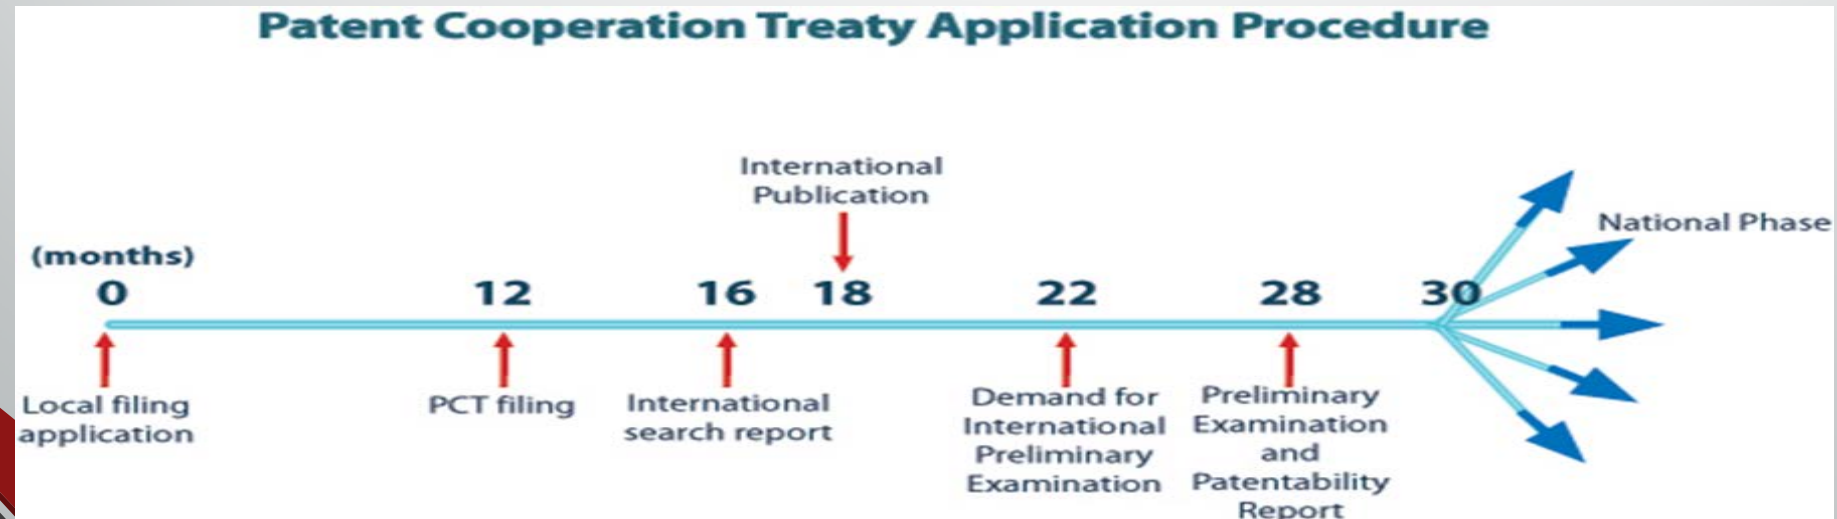 Patent Cooperation Treaty Application Procedure
International
Publication
National Phase
(months)
0 12 16 18 22 28 30
Local filing
application
PCT filing
International
search report
Demand for
International
Preliminary
Examination
Preliminary
Examination
and
Patentability
Report